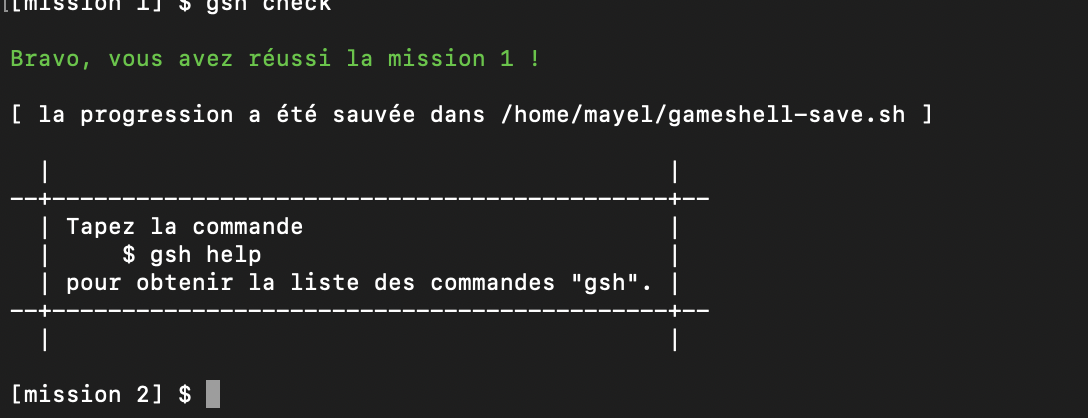 [mission 1] $ gsh check
Bravo, vous avez réussi la mission 1 !
[ la progression a été sauvée dans /home/mayel/gameshell-save.sh ]
Tapez la commande
$ gsh help
pour obtenir la liste des commandes "gsh".
[mission 2] $